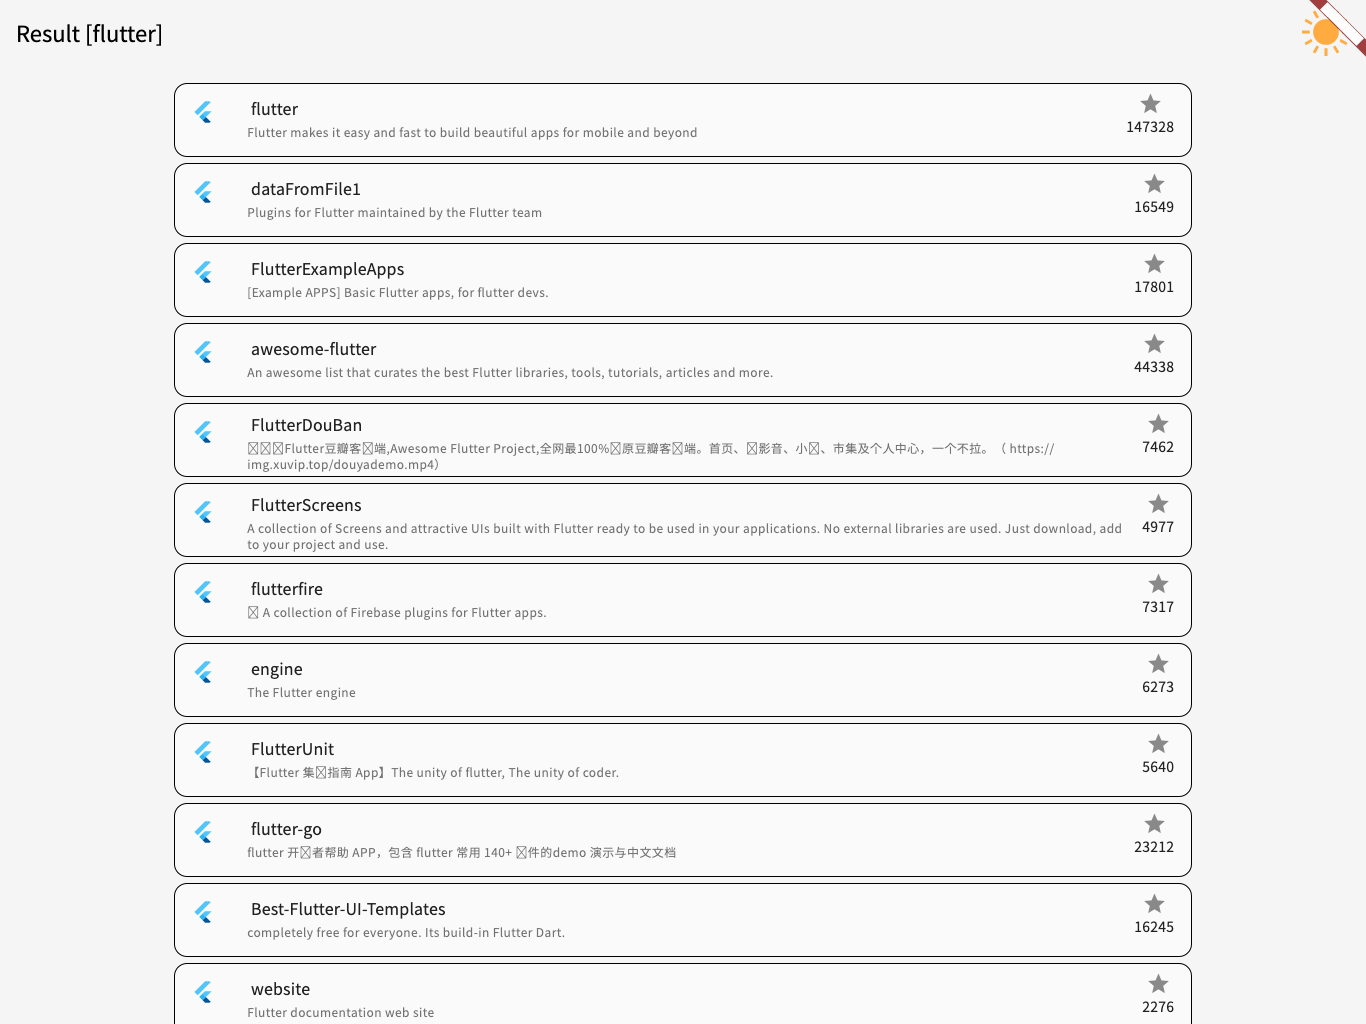 Result [flutter]
flutter
Flutter makes it easy and fast to build beautiful apps for mobile and beyond
147328
dataFromFile1
Plugins for Flutter maintained by the Flutter team
16549
FlutterExampleApps
[Example APPS] Basic Flutter apps, for flutter devs.
17801
awesome-flutter
An awesome list that curates the best Flutter libraries, tools, tutorials, articles and more.
44338
FlutterDouBan
Flutter豆瓣客端,Awesome Flutter Project,全网最100%原豆瓣客端。首页、影音、小、市集及个人中心，一个不拉。（ https://
img.xuvip.top/douyademo.mp4）
7462
FlutterScreens
A collection of Screens and attractive UIs built with Flutter ready to be used in your applications. No external libraries are used. Just download, add
to your project and use.
4977
flutterfire
A collection of Firebase plugins for Flutter apps.
7317
engine
The Flutter engine
6273
FlutterUnit
【Flutter 集指南 App】The unity of flutter, The unity of coder.
5640
flutter-go
flutter 开者帮助 APP，包含 flutter 常用 140+ 件的demo 演示与中文文档
23212
Best-Flutter-UI-Templates
completely free for everyone. Its build-in Flutter Dart.
16245
website
Flutter documentation web site
2276